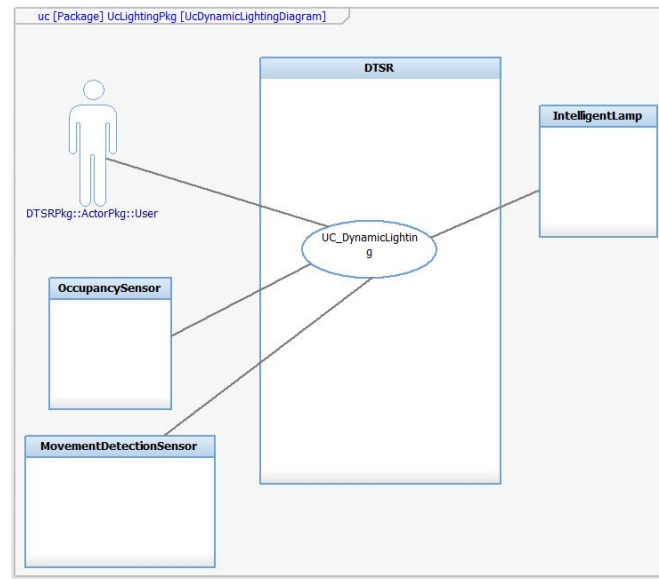 uc [Package] UcLightingPkg [UcDynamicLightingDiagram]
DTSR
IntelligentLamp
DTSRPkg::ActorPkg::User
UC_DynamicLightin
g
OccupancySensor
MovementDetectionSensor